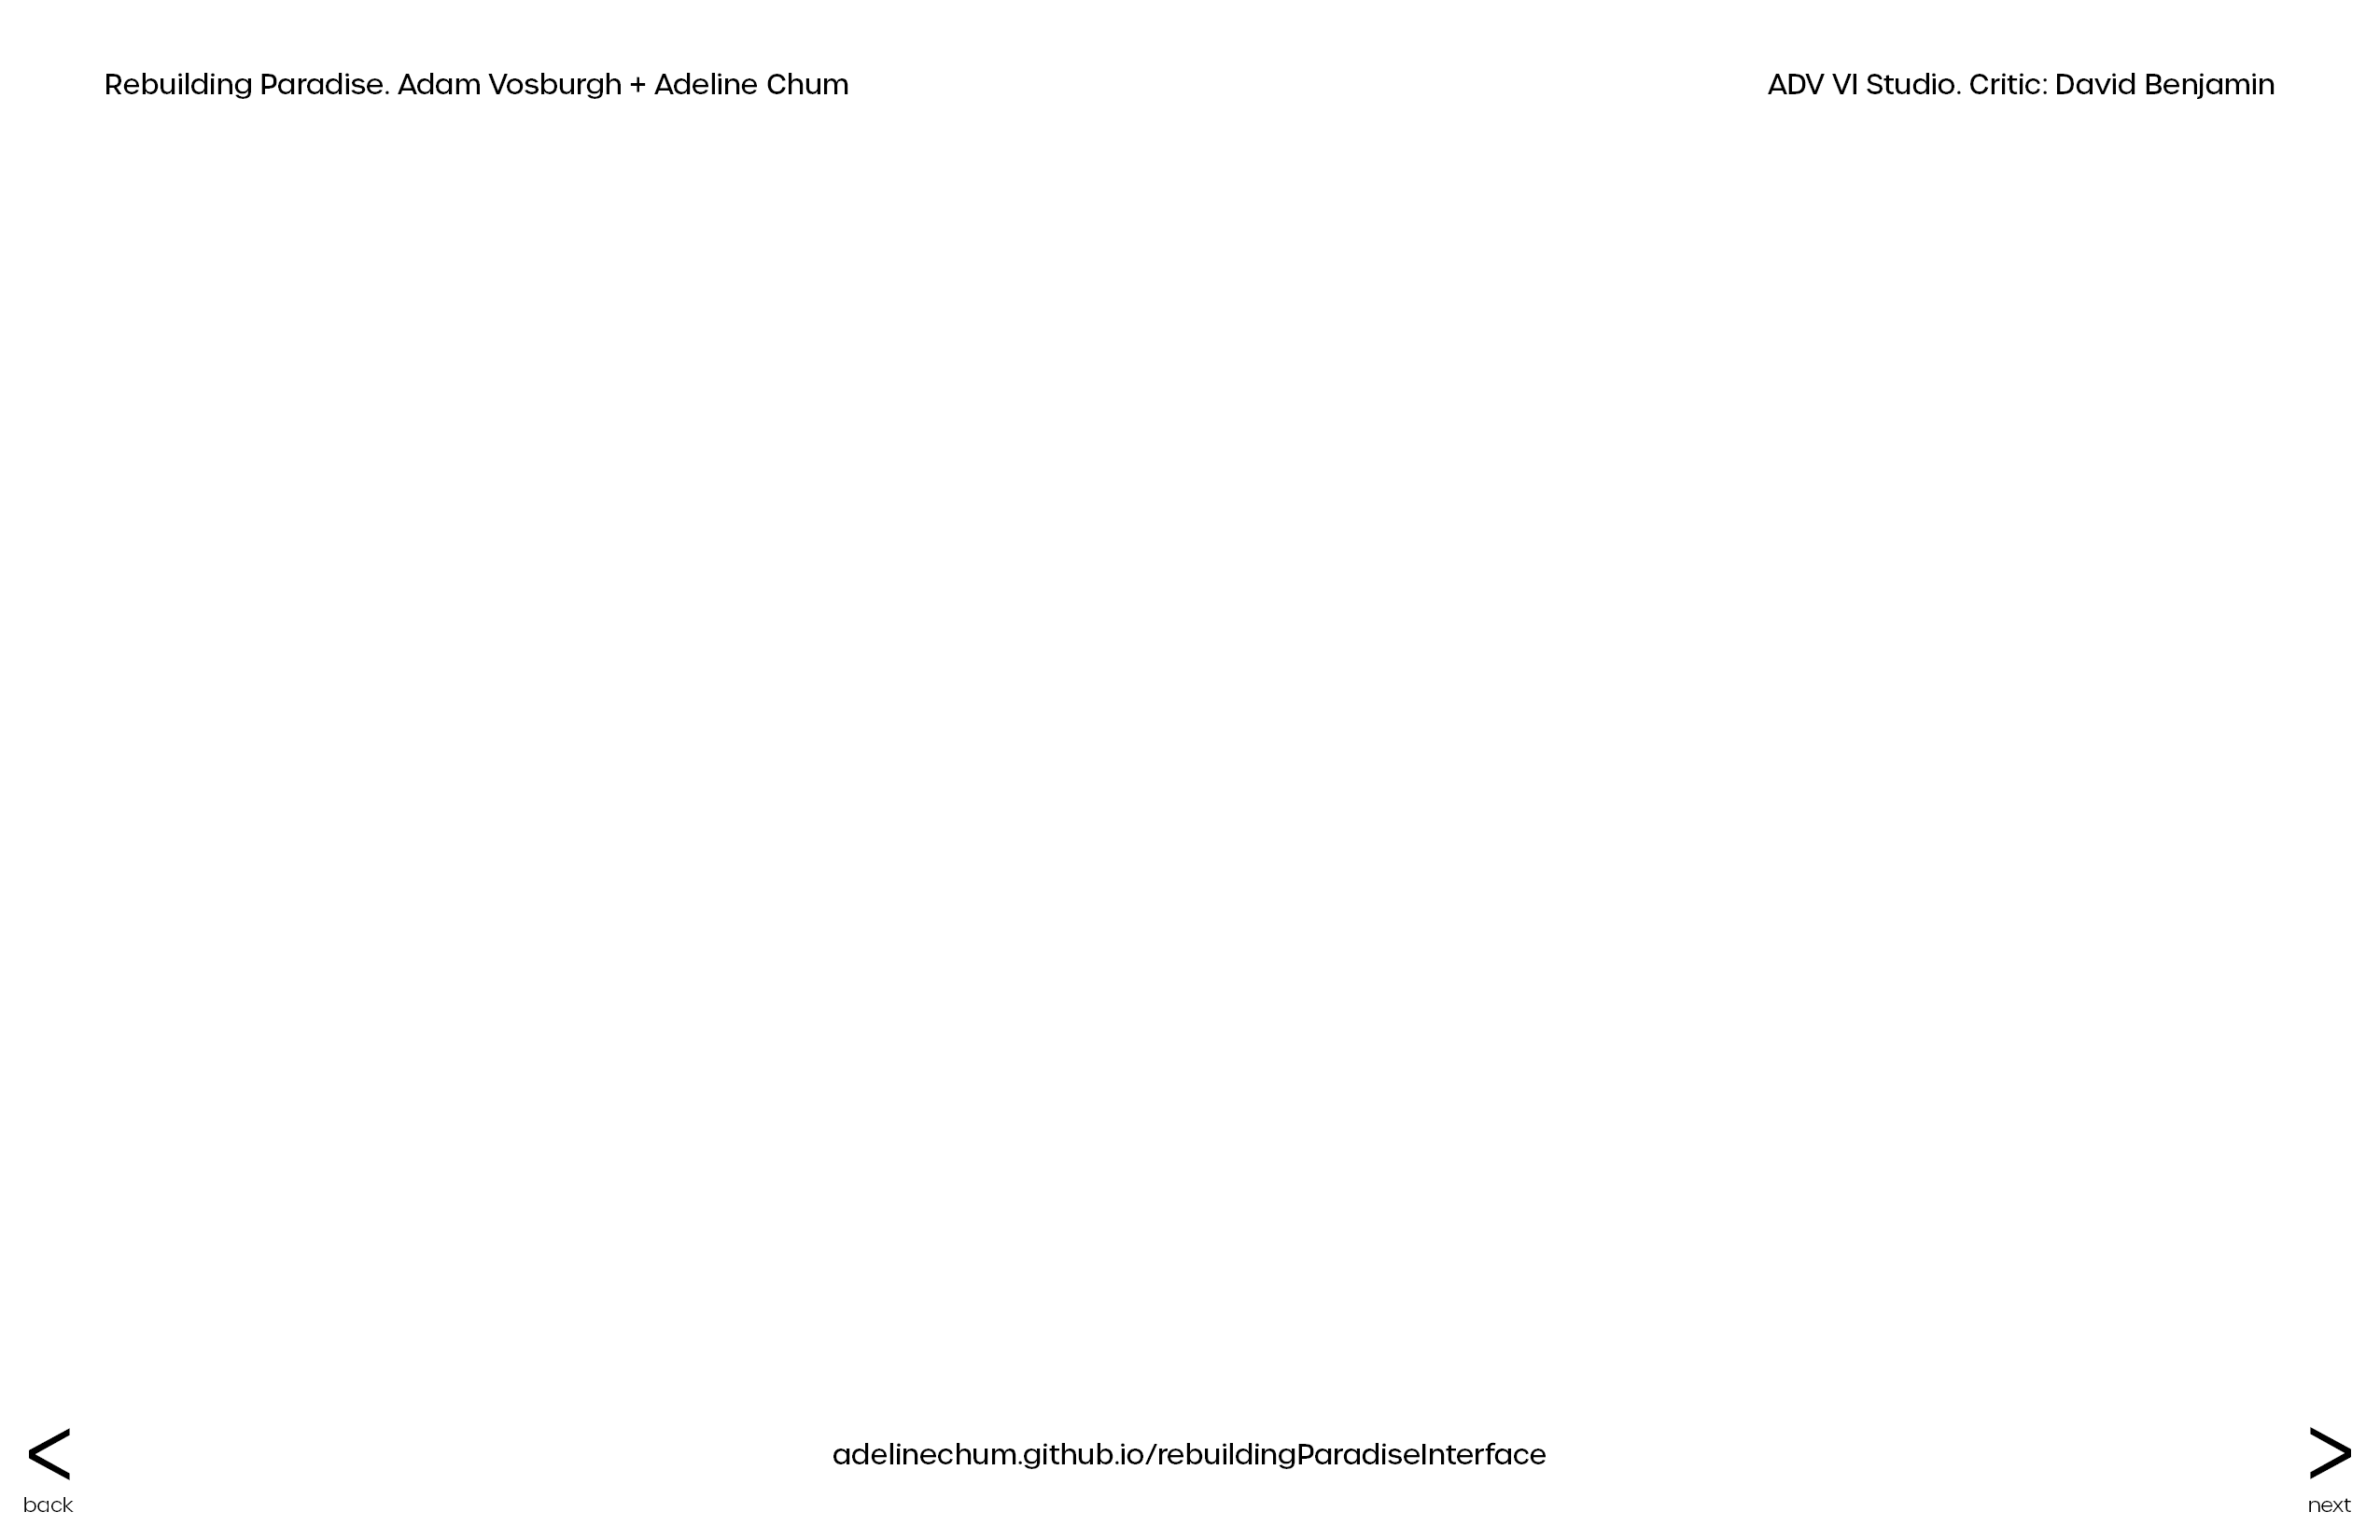 Rebuilding Paradise. Adam Vosburgh + Adeline Chum
ADV VI Studio. Critic: David Benjamin
<
adelinechum.github.io/rebuildingParadiseInterface
>
back
next